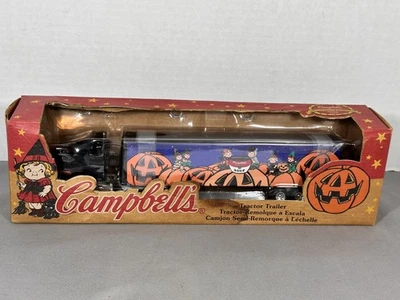 Campbell's®
Tractor Trailer
Tractor-Remolque a Escala
Camion Semi-Remorque à L'échelle